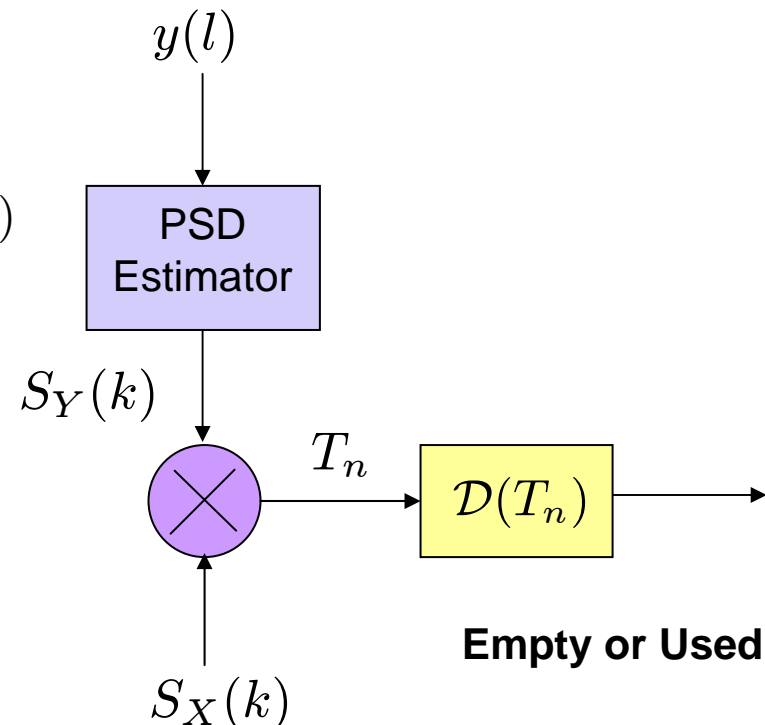 y(l)
)
PSD
Estimator
S_Y(k)
T_n
D(T_n)
Empty or Used
S_X(k)